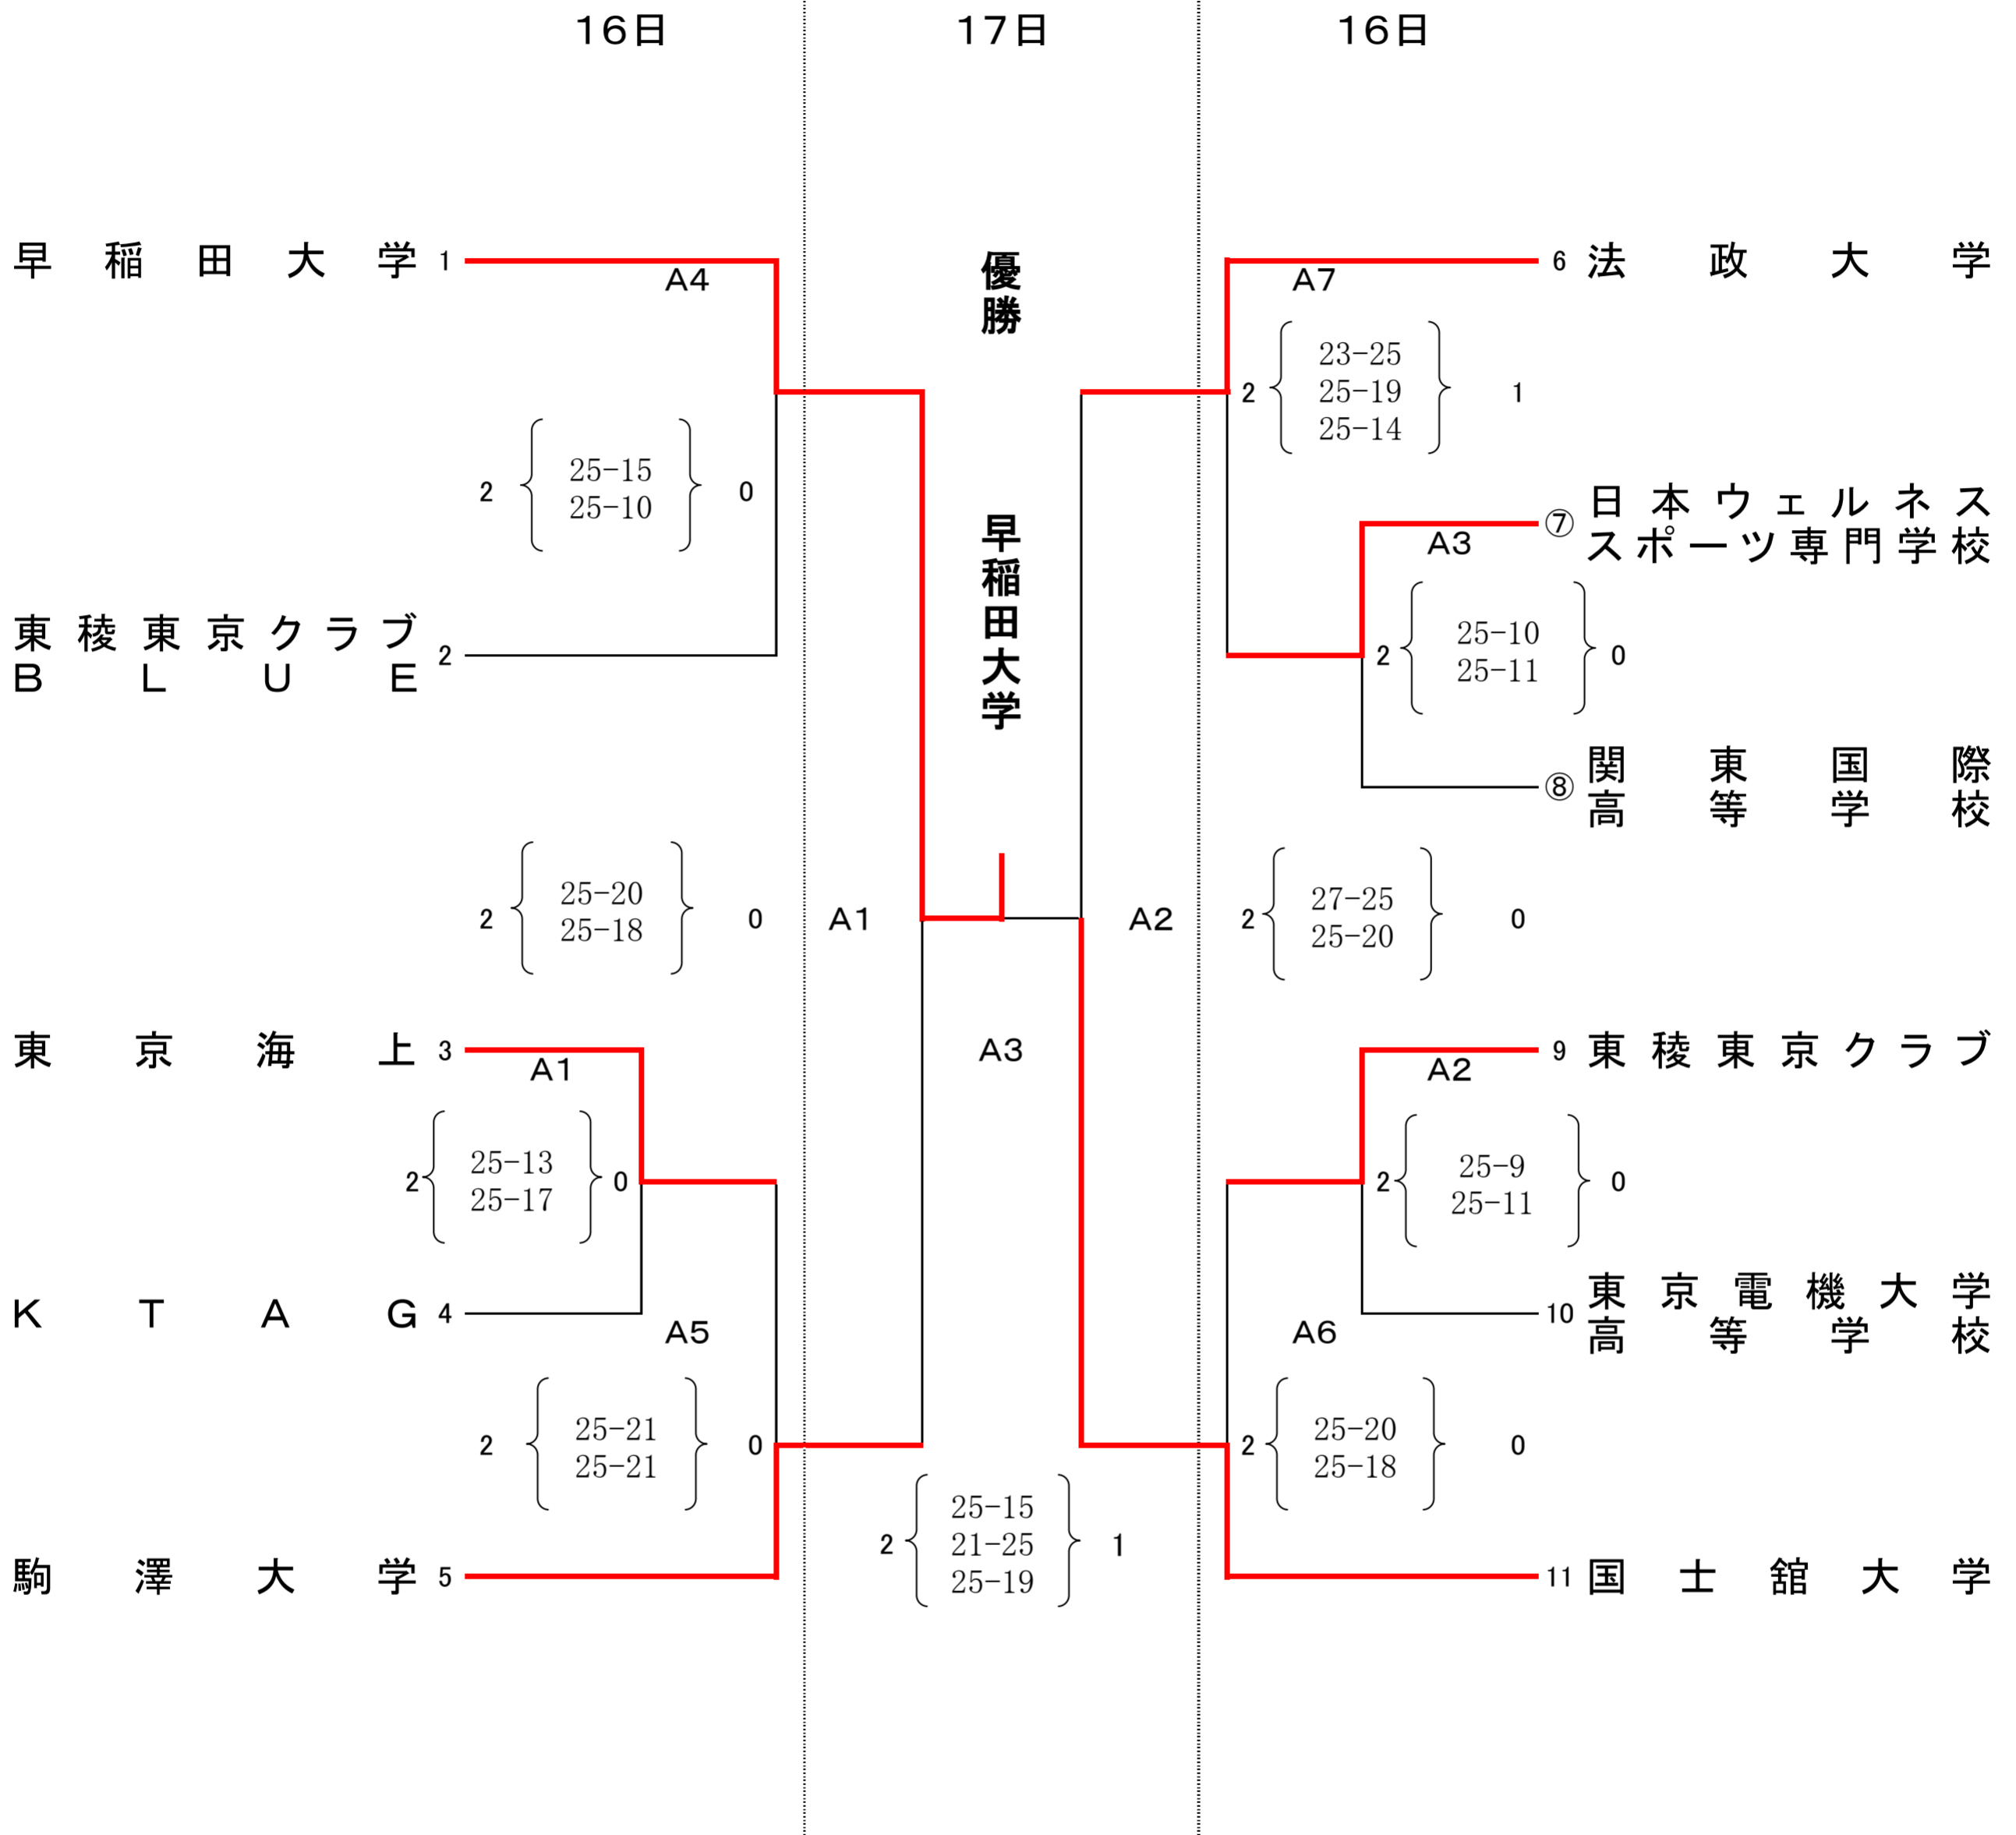 16日
17日
16日
優勝
早稲田大学
早稲田大学 1
A4
2
25-15
25-10
0
東稜東京クラブ
BLUE
2
2
25-20
25-18
0
A1
東京海上 3
A1
2
25-13
25-17
0
KTAG 4
A5
2
25-21
25-21
0
駒澤大学 5
A3
2
25-15
21-25
25-19
1
6 法政大学
A7
2
23-25
25-19
25-14
1
⑦
日本ウェルネス
スポーツ専門学校
A3
2
25-10
25-11
0
⑧
関東国際
高等学校
A2
2
27-25
25-20
0
9 東稜東京クラブ
A2
2
25-9
25-11
0
10
東京電機大学
高等学校
A6
2
25-20
25-18
0
11 国士舘大学